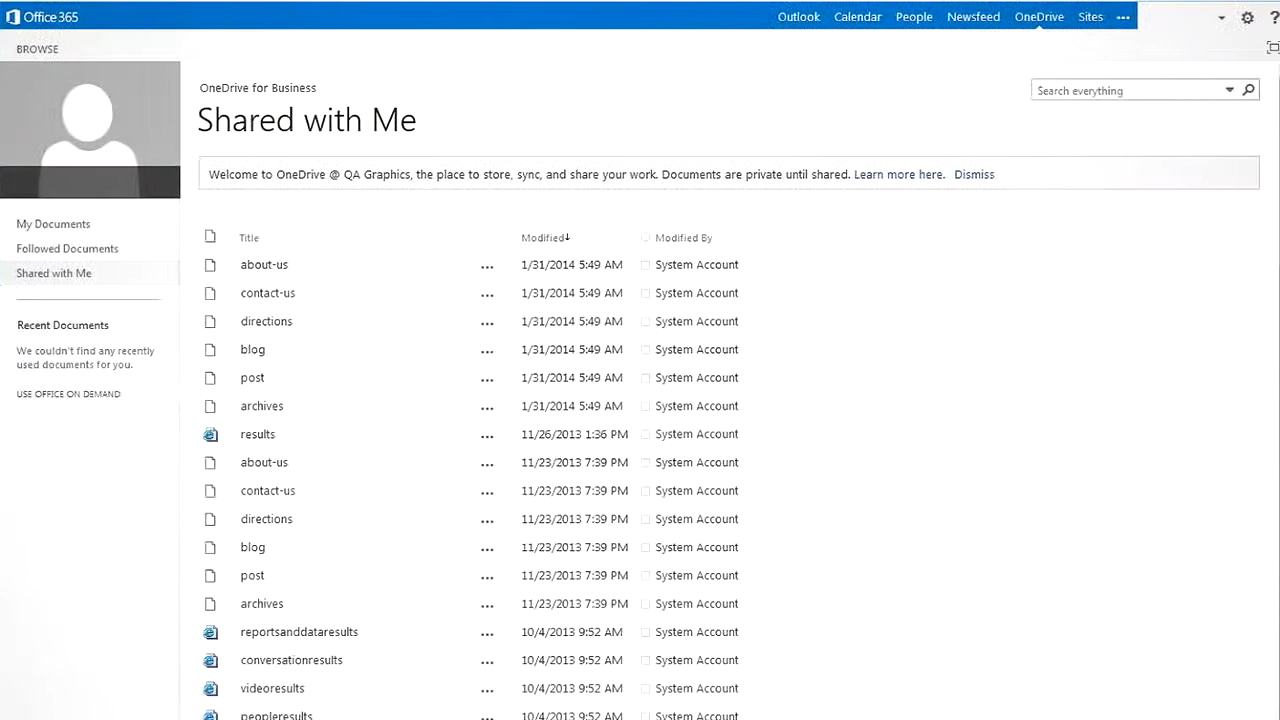 Office 365 Outlook Calendar People Newsfeed OneDrive Sites ••• ?
BROWSE
OneDrive for Business
Search everything
Shared with Me
Welcome to OneDrive @ QA Graphics, the place to store, sync, and share your work. Documents are private until shared. Learn more here. Dismiss
My Documents
Followed Documents
Shared with Me
Recent Documents
We couldn't find any recently
used documents for you.
USE OFFICE ON DEMAND
Title Modified↓ Modified By
about-us ... 1/31/2014 5:49 AM System Account
contact-us ... 1/31/2014 5:49 AM System Account
directions ... 1/31/2014 5:49 AM System Account
blog ... 1/31/2014 5:49 AM System Account
post ... 1/31/2014 5:49 AM System Account
archives ... 1/31/2014 5:49 AM System Account
results ... 11/26/2013 1:36 PM System Account
about-us ... 11/23/2013 7:39 PM System Account
contact-us ... 11/23/2013 7:39 PM System Account
directions ... 11/23/2013 7:39 PM System Account
blog ... 11/23/2013 7:39 PM System Account
post ... 11/23/2013 7:39 PM System Account
archives ... 11/23/2013 7:39 PM System Account
reportsanddataresults ... 10/4/2013 9:52 AM System Account
conversationresults ... 10/4/2013 9:52 AM System Account
videoresults ... 10/4/2013 9:52 AM System Account
peopleresults ... 10/4/2013 9:52 AM System Account